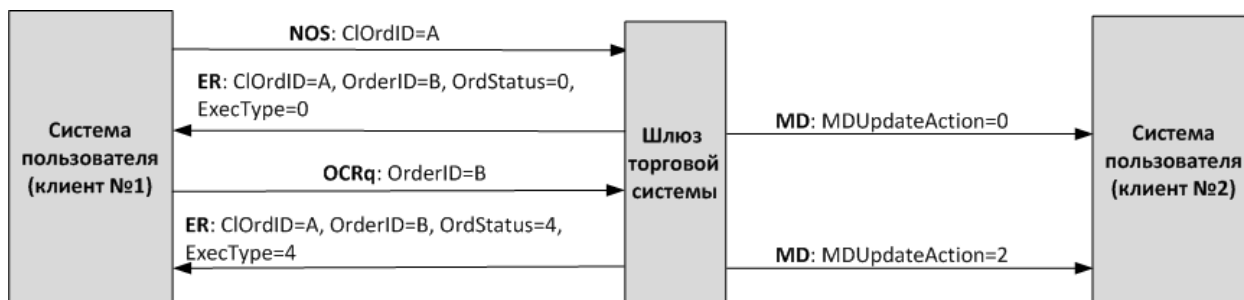 NOS: ClOrdID=A
ER: ClOrdID=A, OrderID=B, OrdStatus=0,
ExecType=0
Система
пользователя
(клиент №1)
Шлюз
торговой
системы
MD: MDUpdateAction=0
Система
пользователя
(клиент №2)
OCRq: OrderID=B
ER: ClOrdID=A, OrderID=B, OrdStatus=4,
ExecType=4
MD: MDUpdateAction=2